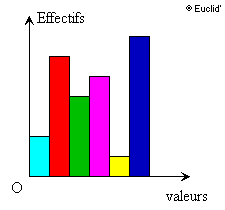 ® Euclid'
Effectifs
O
valeurs